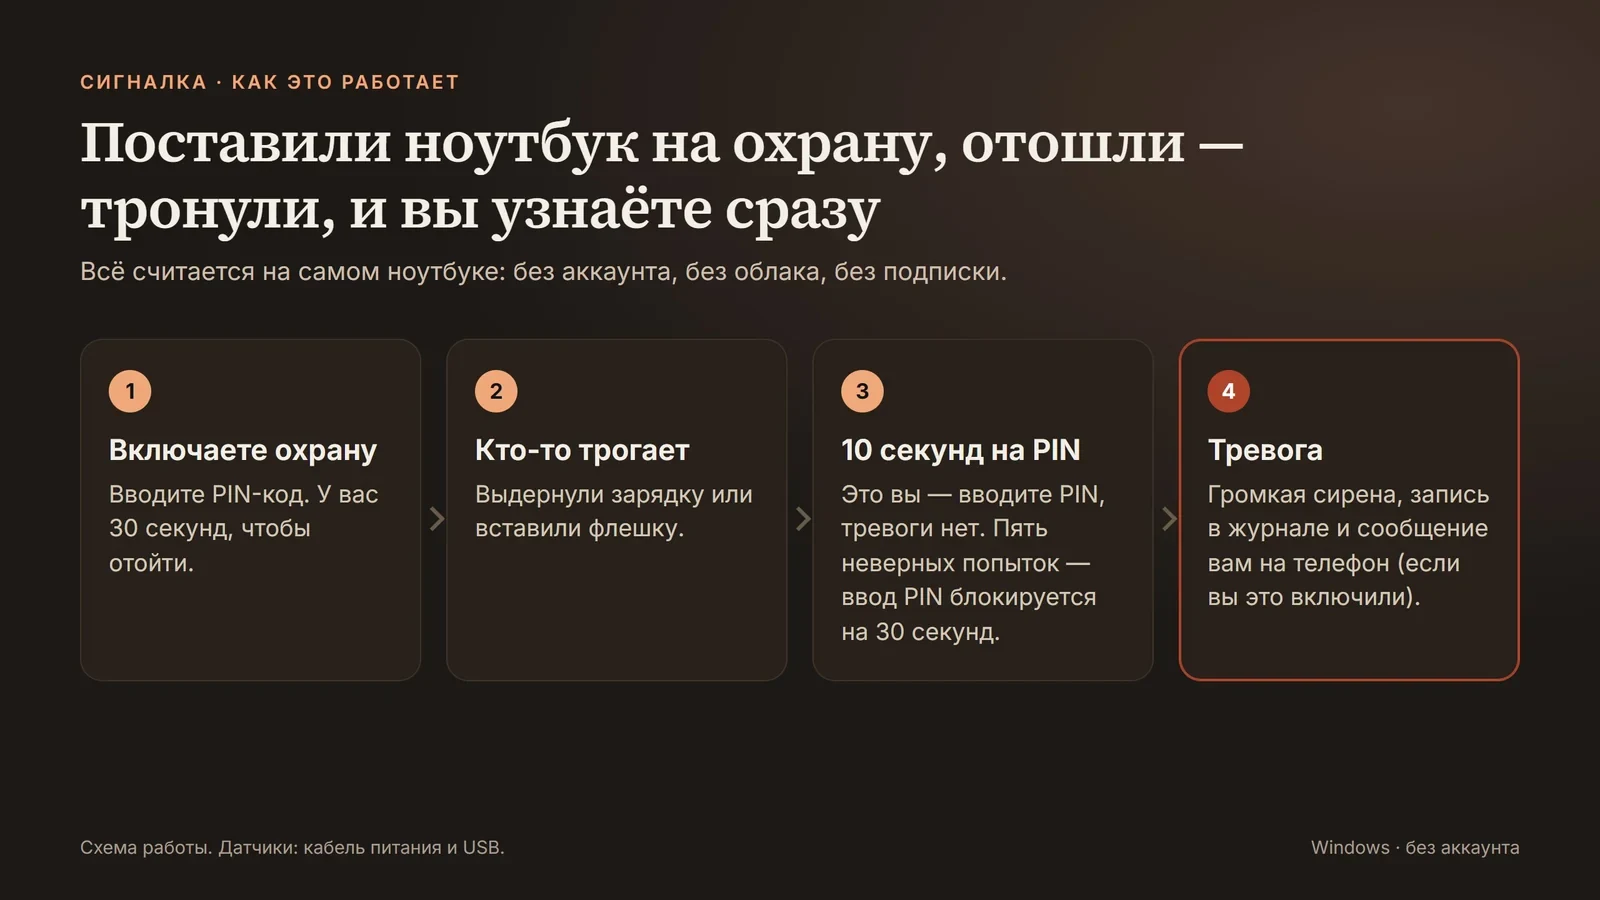 СИГНАЛКА · КАК ЭТО РАБОТАЕТ
Поставили ноутбук на охрану, отошли —
тронули, и вы узнаёте сразу
Всё считается на самом ноутбуке: без аккаунта, без облака, без подписки.
1
Включаете охрану
Вводите PIN-код. У вас
30 секунд, чтобы
отойти.
2
Кто-то трогает
Выдернули зарядку или
вставили флешку.
3
10 секунд на PIN
Это вы — вводите PIN,
тревоги нет. Пять
неверных попыток —
ввод PIN блокируется
на 30 секунд.
4
Тревога
Громкая сирена, запись
в журнале и сообщение
вам на телефон (если
вы это включили).
Схема работы. Датчики: кабель питания и USB.
Windows · без аккаунта